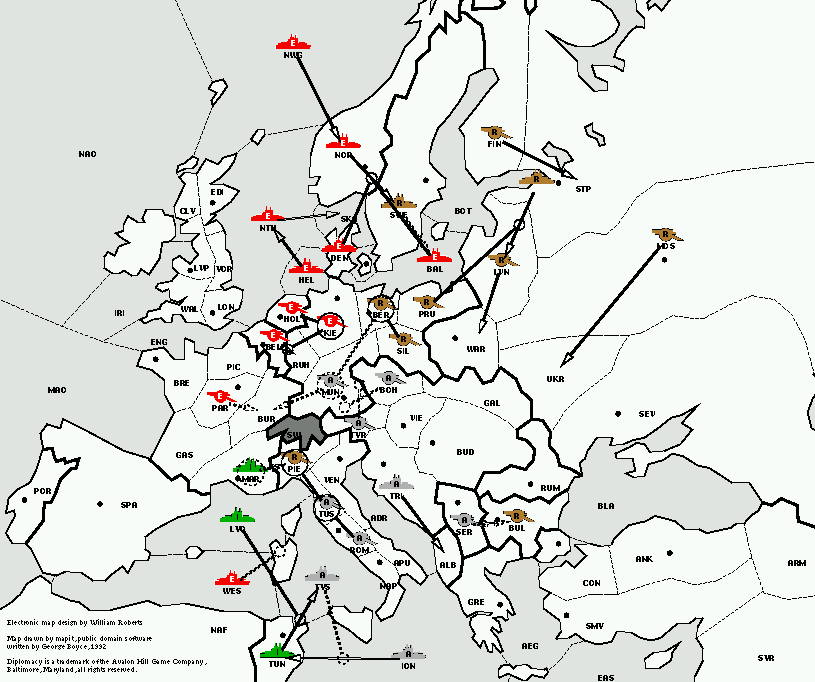 E
NWG
NAO
R
FIN
E
NOR
STP
R
EDI
CLV
R
SWE
E
NTH
SK
BOT
R
MOS
E
DEN
E
BAL
R
LVN
LVP
YOR
E
HEL
WAL
LON
E
HOL
E
KIE
R
BER
R
PRU
IRI
ENG
E
BEL
R
SIL
WAR
PIC
RUH
BRE
A
MUN
A
BOH
UKR
MAO
E
PAR
GAL
BUR
SEV
A
TYR
VIE
SWI
GAS
BUD
R
PIE
MAR
VEN
A
TRI
RUM
POR
SPA
A
TUS
BLA
LYO
ADR
A
SER
R
BUL
A
ROM
ANK
ARM
APU
ALB
E
WES
A
TYS
NAP
CON
GRE
Electronic map design by William Roberts
NAF
SMV
Map drawn by mapit, public domain software
written by George Boyce, 1992
AEG
A
ION
TUN
SYR
Diplomacy is a trademark of the Avalon Hill Game Company,
Baltimore, Maryland, all rights reserved.
EAS